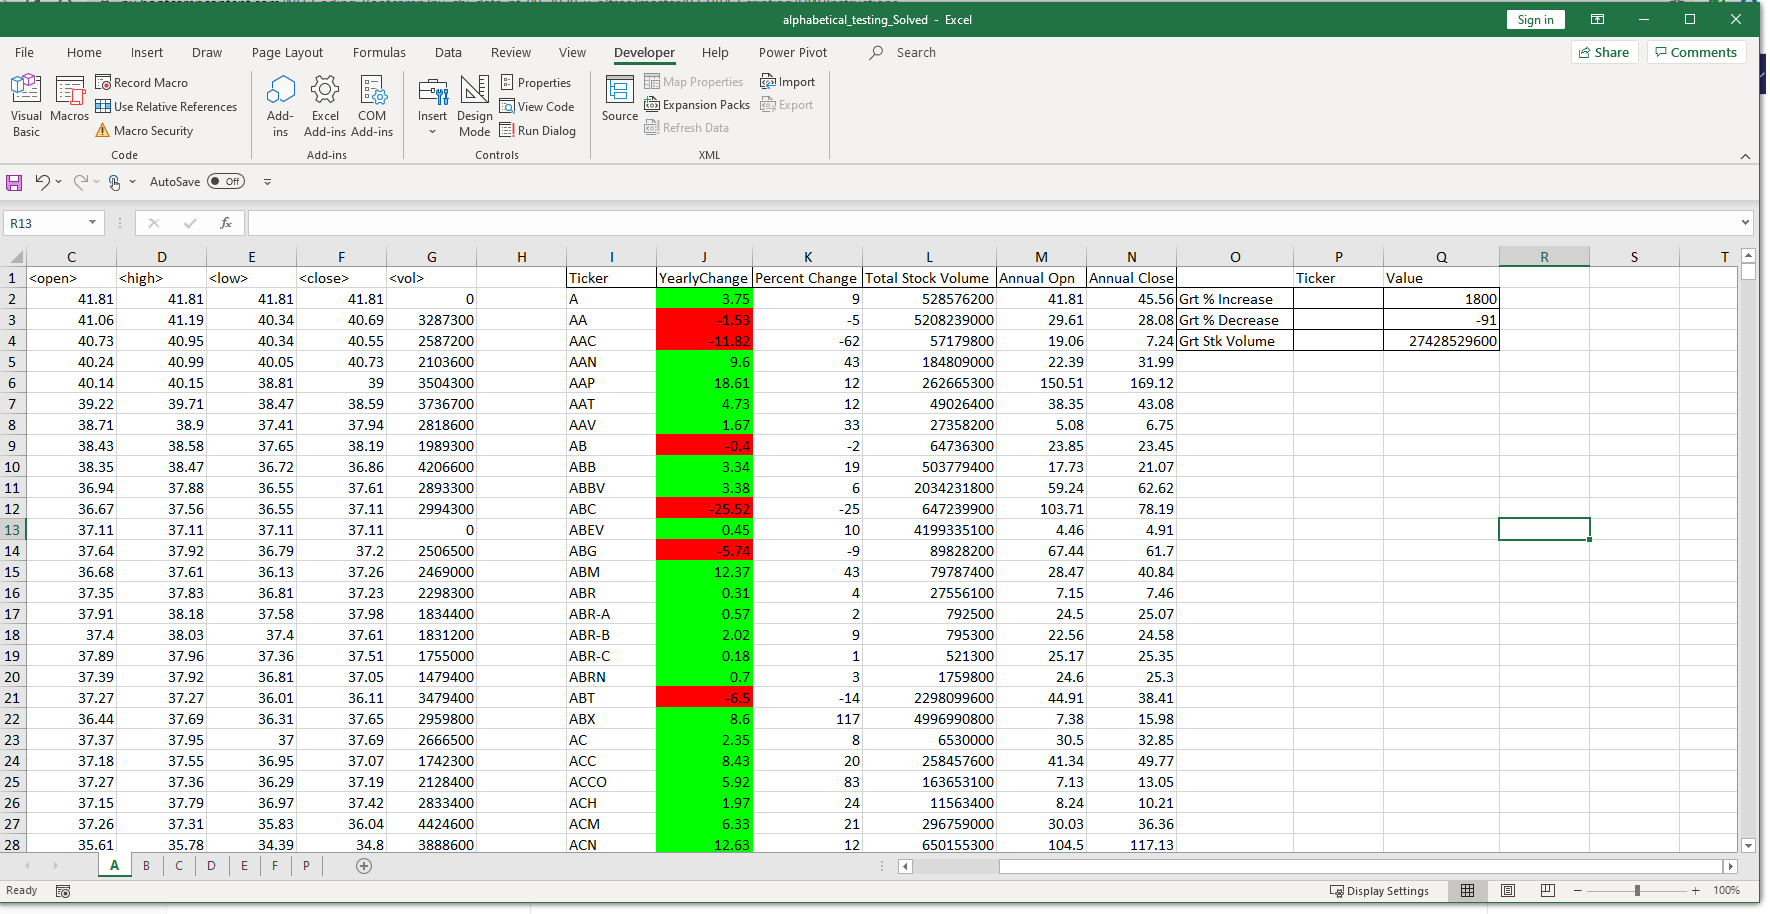 alphabetical_testing_Solved - Excel
Sign in
File Home Insert Draw Page Layout Formulas Data Review View Developer Help Power Pivot Search Share Comments
Visual Basic
Macros
Record Macro
Use Relative References
Macro Security
Code
Add-ins
Excel Add-ins
COM Add-ins
Add-ins
Insert
Design Mode
Properties
View Code
Run Dialog
Controls
Source
Map Properties
Expansion Packs
Refresh Data
Import
Export
XML
AutoSave Off
R13
fx
C D E F G H I J K L M N O P Q R S T
1 <open> <high> <low> <close> <vol> Ticker YearlyChange Percent Change Total Stock Volume Annual Opn Annual Close Ticker Value
2 41.81 41.81 41.81 41.81 0 A 3.75 9 528576200 41.81 45.56 Grt % Increase 1800
3 41.06 41.19 40.34 40.69 3287300 AA -1.53 -5 5208239000 29.61 28.08 Grt % Decrease -91
4 40.73 40.95 40.34 40.55 2587200 AAC -11.82 -62 57179800 19.06 7.24 Grt Stk Volume 27428529600
5 40.24 40.99 40.05 40.73 2103600 AAN 9.6 43 184809000 22.39 31.99
6 40.14 40.15 38.81 39 3504300 AAP 18.61 12 262665300 150.51 169.12
7 39.22 39.71 38.47 38.59 3736700 AAT 4.73 12 49026400 38.35 43.08
8 38.71 38.9 37.41 37.94 2818600 AAV 1.67 33 27358200 5.08 6.75
9 38.43 38.58 37.65 38.19 1989300 AB -0.4 -2 64736300 23.85 23.45
10 38.35 38.47 36.72 36.86 4206600 ABB 3.34 19 503779400 17.73 21.07
11 36.94 37.88 36.55 37.61 2893300 ABBV 3.38 6 2034231800 59.24 62.62
12 36.67 37.56 36.55 37.11 2994300 ABC -25.52 -25 647239900 103.71 78.19
13 37.11 37.11 37.11 37.11 0 ABEV 0.45 10 4199335100 4.46 4.91
14 37.64 37.92 36.79 37.2 2506500 ABG -5.74 -9 89828200 67.44 61.7
15 36.68 37.61 36.13 37.26 2469000 ABM 12.37 43 79787400 28.47 40.84
16 37.35 37.83 36.81 37.23 2298300 ABR 0.31 4 27556100 7.15 7.46
17 37.91 38.18 37.58 37.98 1834400 ABR-A 0.57 2 792500 24.5 25.07
18 37.4 38.03 37.4 37.61 1831200 ABR-B 2.02 9 795300 22.56 24.58
19 37.89 37.96 37.36 37.51 1755000 ABR-C 0.18 1 521300 25.17 25.35
20 37.39 37.92 36.81 37.05 1479400 ABRN 0.7 3 1759800 24.6 25.3
21 37.27 37.27 36.01 36.11 3479400 ABT -6.5 -14 2298099600 44.91 38.41
22 36.44 37.69 36.31 37.65 2959800 ABX 8.6 117 4996990800 7.38 15.98
23 37.37 37.95 37 37.69 2666500 AC 2.35 8 6530000 30.5 32.85
24 37.18 37.55 36.95 37.07 1742300 ACC 8.43 20 258457600 41.34 49.77
25 37.27 37.36 36.29 37.19 2128400 ACCO 5.92 83 163653100 7.13 13.05
26 37.15 37.79 36.97 37.42 2833400 ACH 1.97 24 11563400 8.24 10.21
27 37.26 37.31 35.83 36.04 4424600 ACM 6.33 21 296759000 30.03 36.36
28 35.61 35.78 34.39 34.8 3888600 ACN 12.63 12 650155300 104.5 117.13
A B C D E F P
Ready
Display Settings
100%